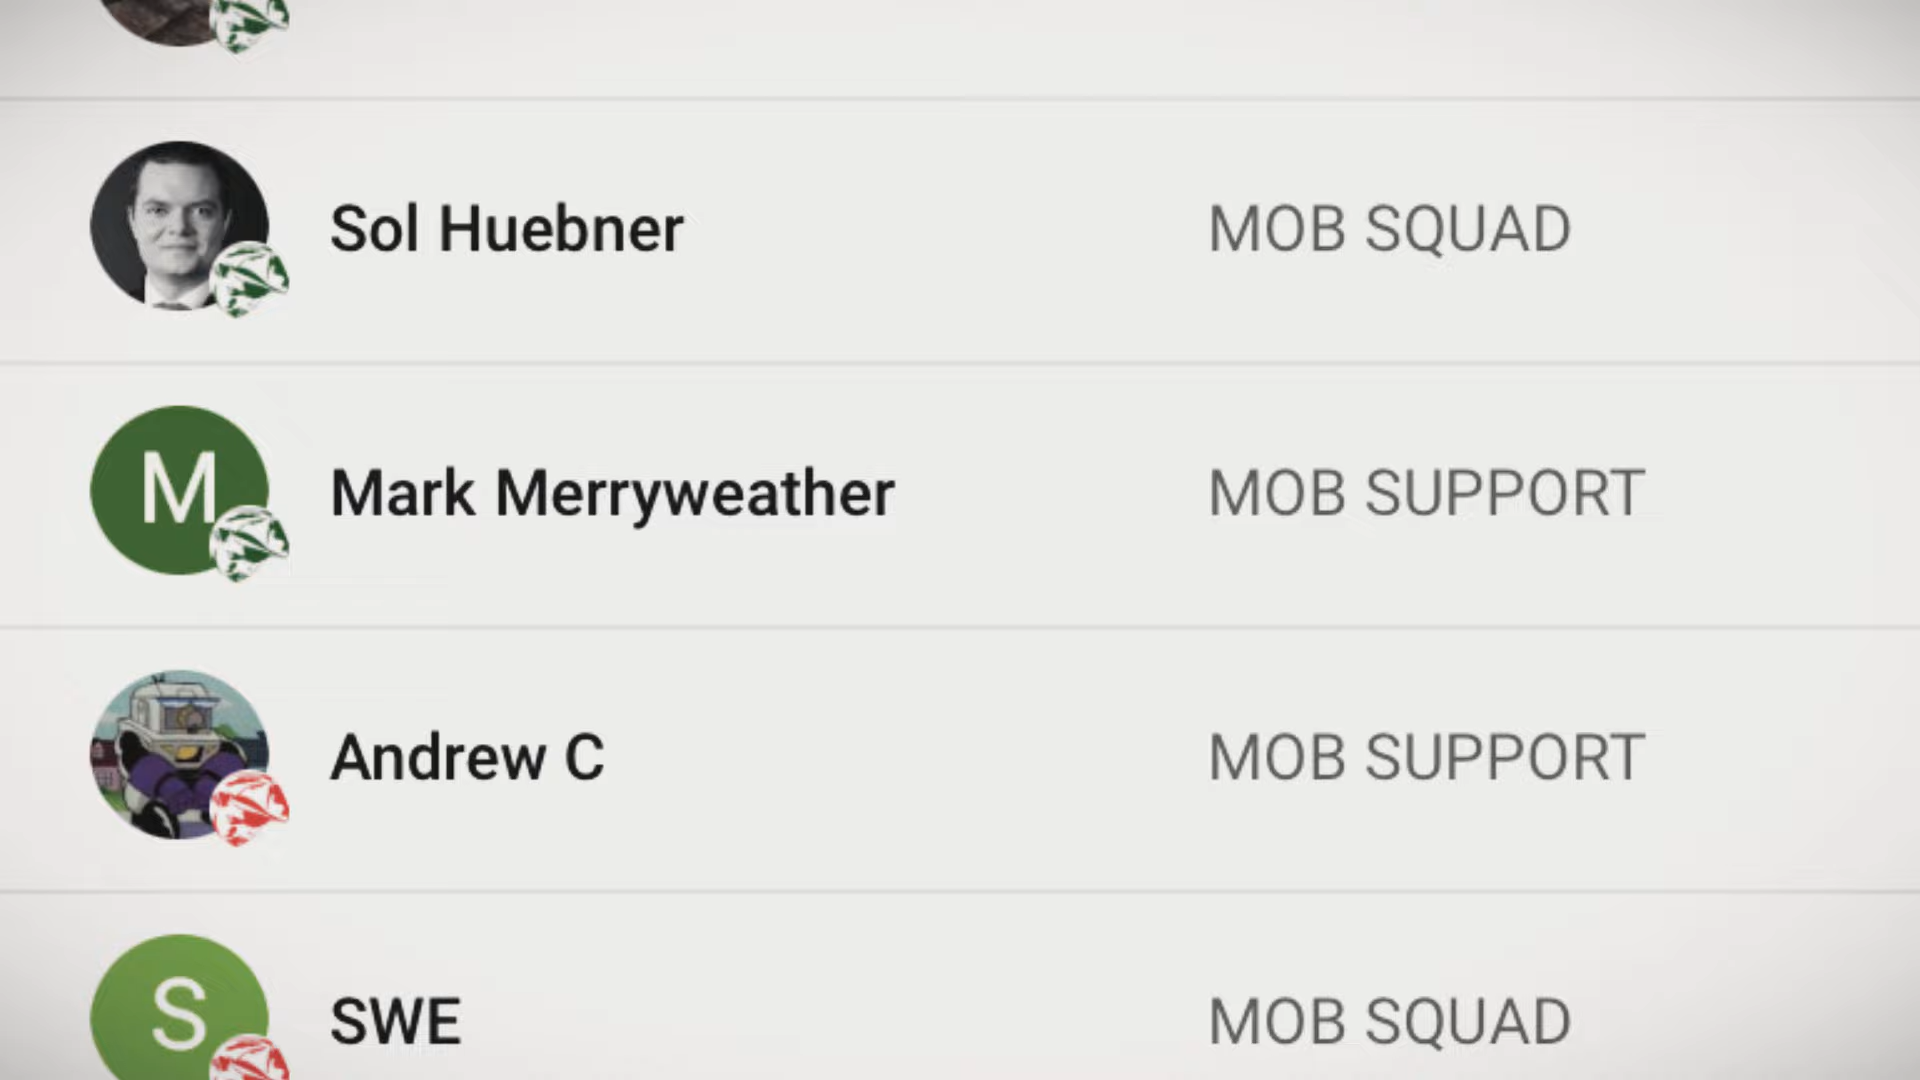 Sol Huebner MOB SQUAD
M
Mark Merryweather MOB SUPPORT
Andrew C MOB SUPPORT
S
SWE MOB SQUAD